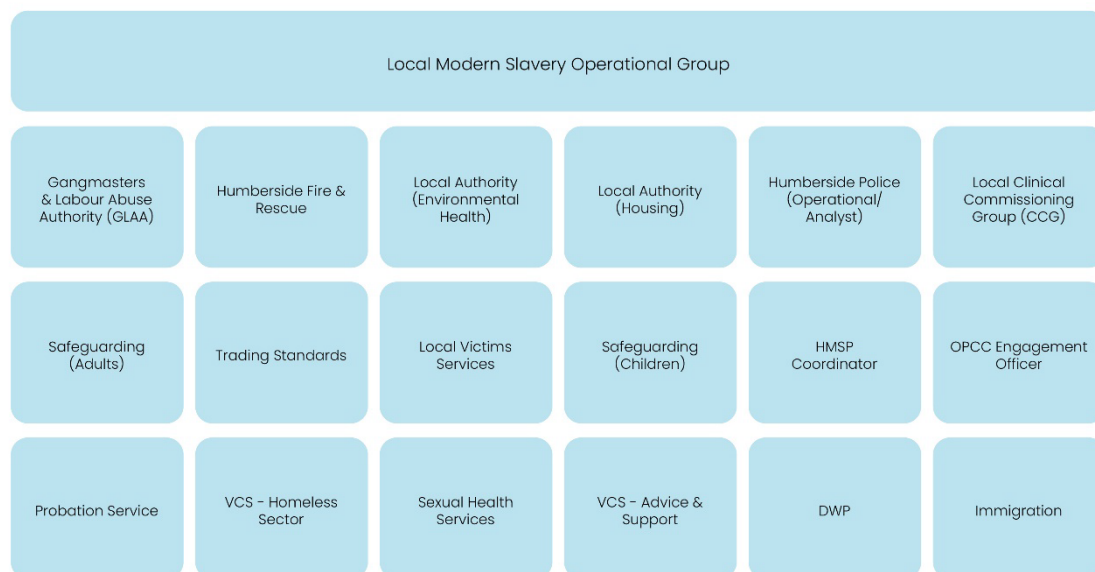 Local Modern Slavery Operational Group
Gangmasters
& Labour Abuse
Authority (GLAA)
Humberside Fire &
Rescue
Local Authority
(Environmental
Health)
Local Authority
(Housing)
Humberside Police
(Operational/
Analyst)
Local Clinical
Commissioning
Group (CCG)
Safeguarding
(Adults)
Trading Standards
Local Victims
Services
Safeguarding
(Children)
HMSP
Coordinator
OPCC Engagement
Officer
Probation Service
VCS - Homeless
Sector
Sexual Health
Services
VCS - Advice &
Support
DWP
Immigration